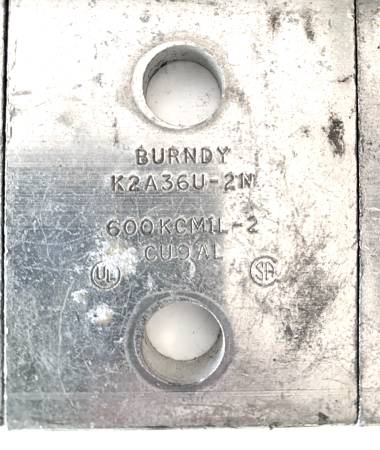 BURNDY
K2A36U-2N
600KCMIL-2
CU9AL
UL
SA